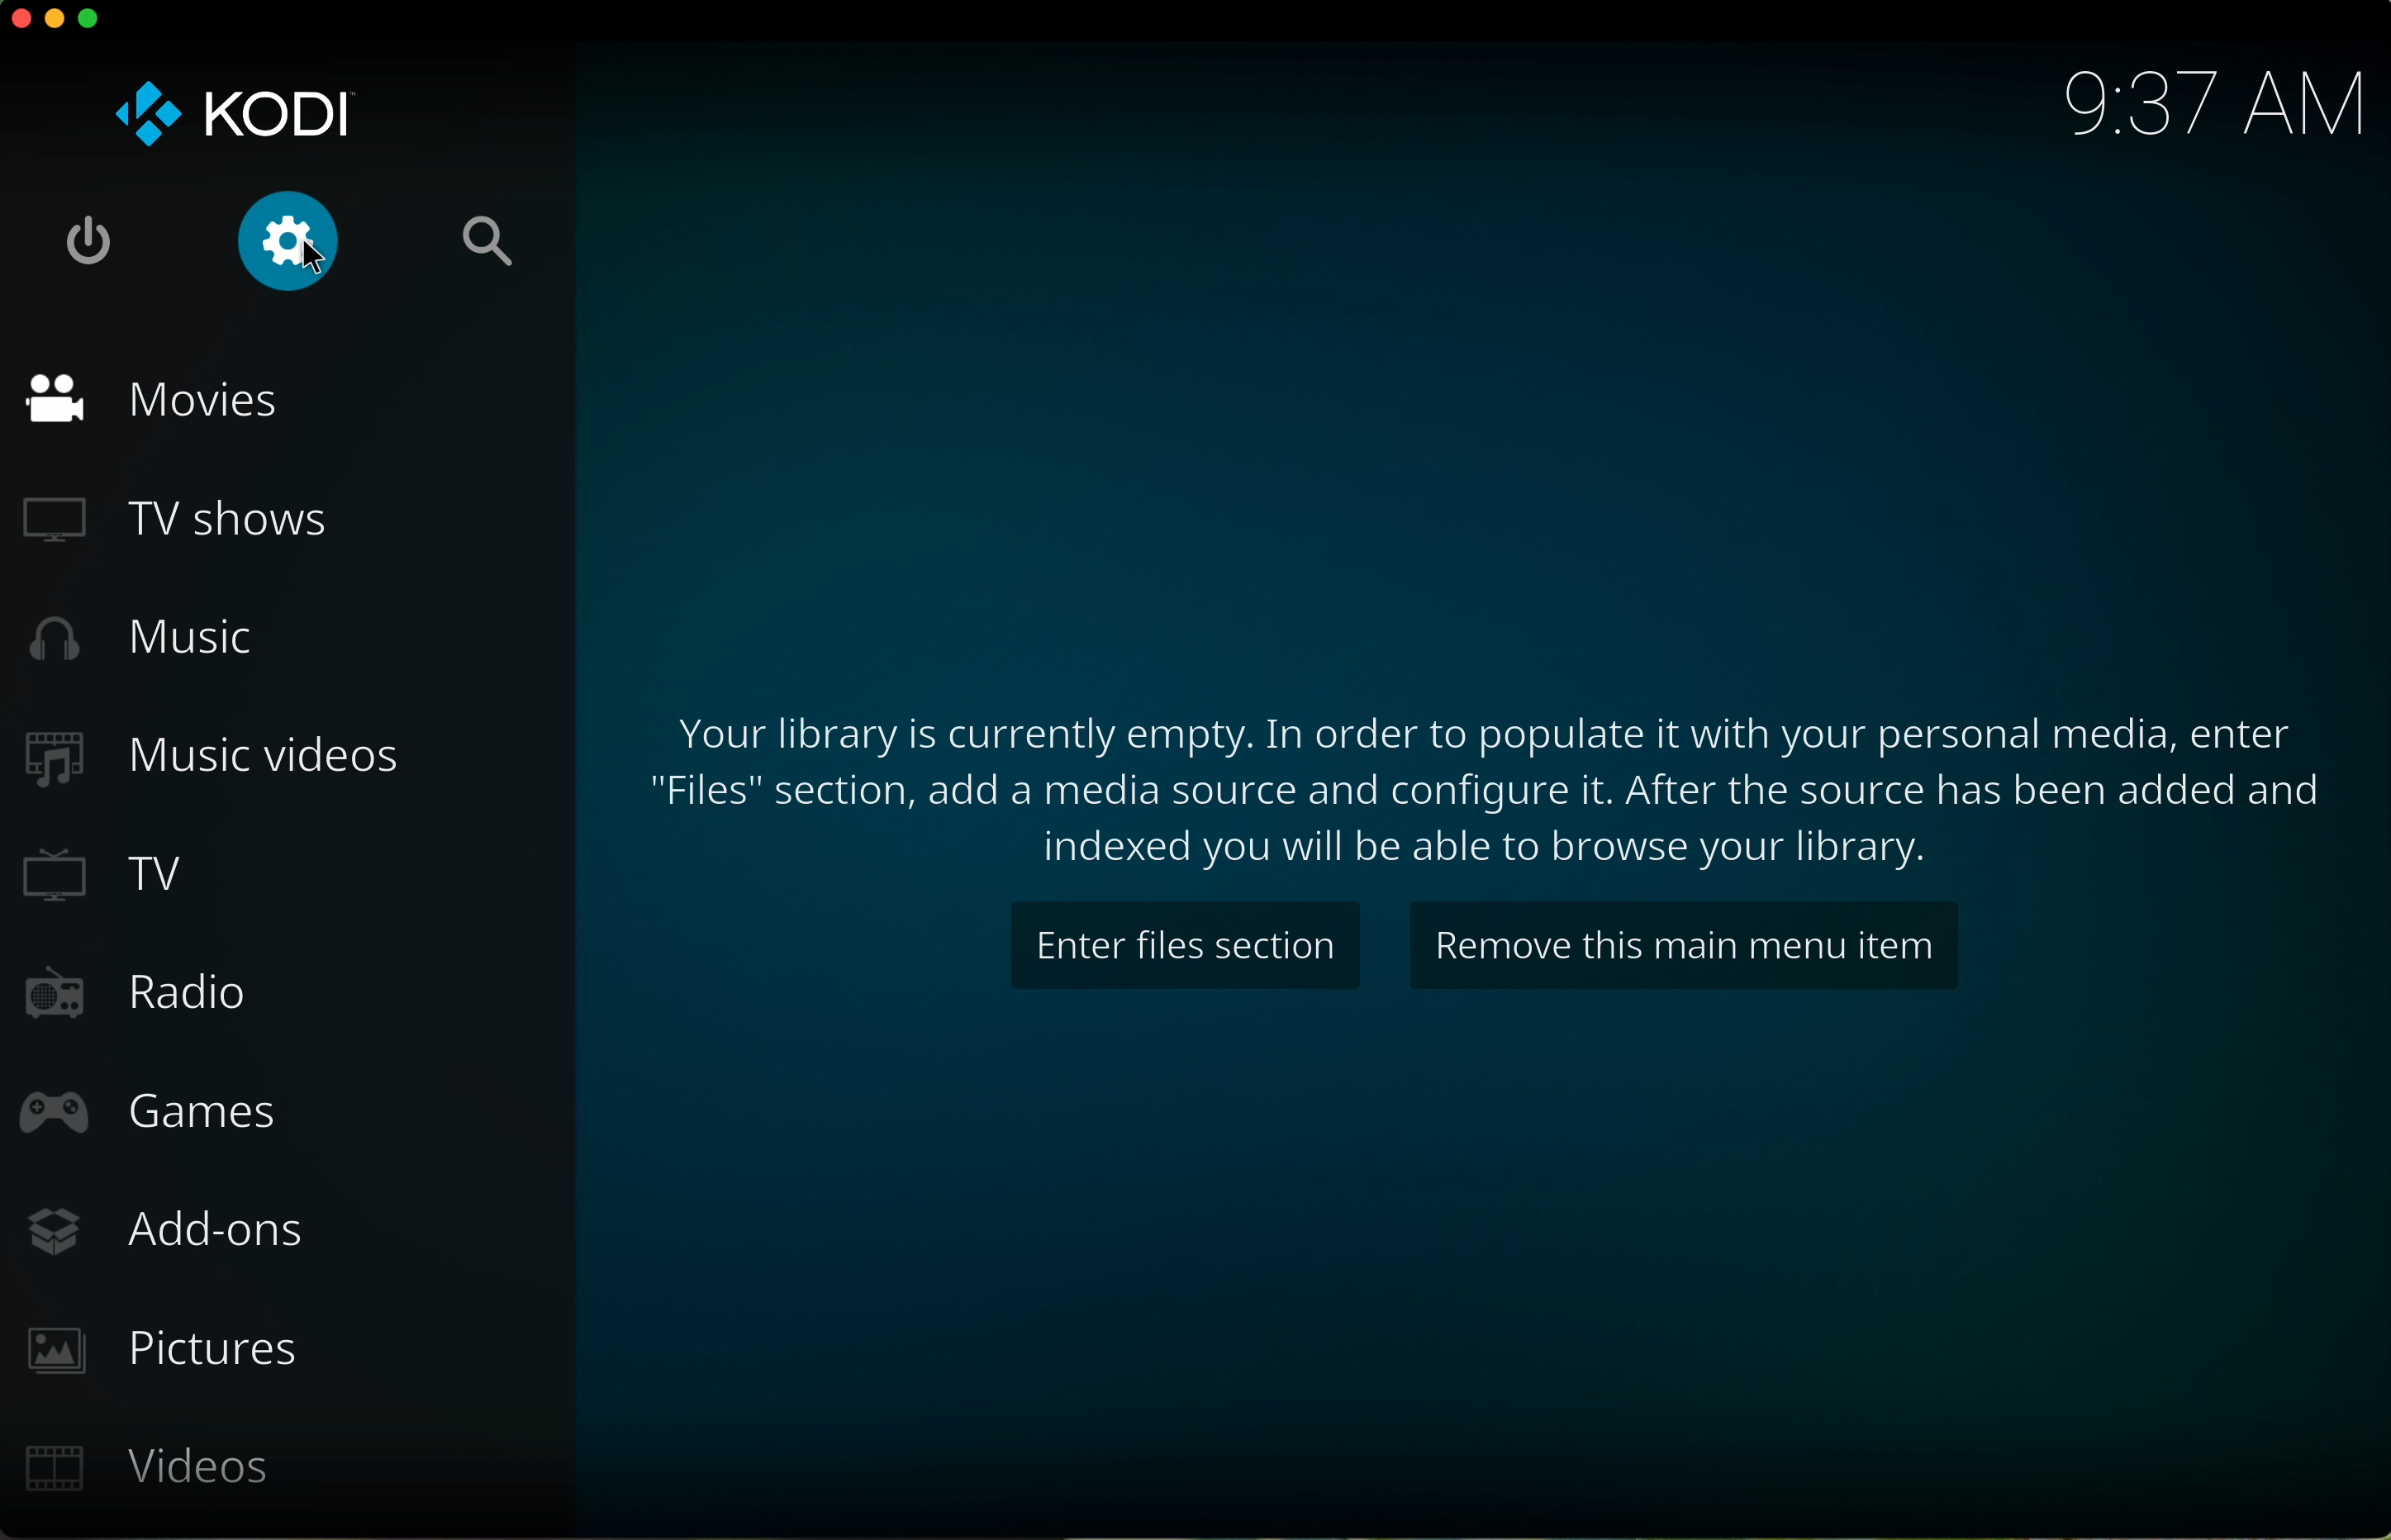 KODI™
9:37 AM
Movies
TV shows
Music
Music videos
TV
Radio
Games
Add-ons
Pictures
Videos
Your library is currently empty. In order to populate it with your personal media, enter
"Files" section, add a media source and configure it. After the source has been added and
indexed you will be able to browse your library.
Enter files section
Remove this main menu item